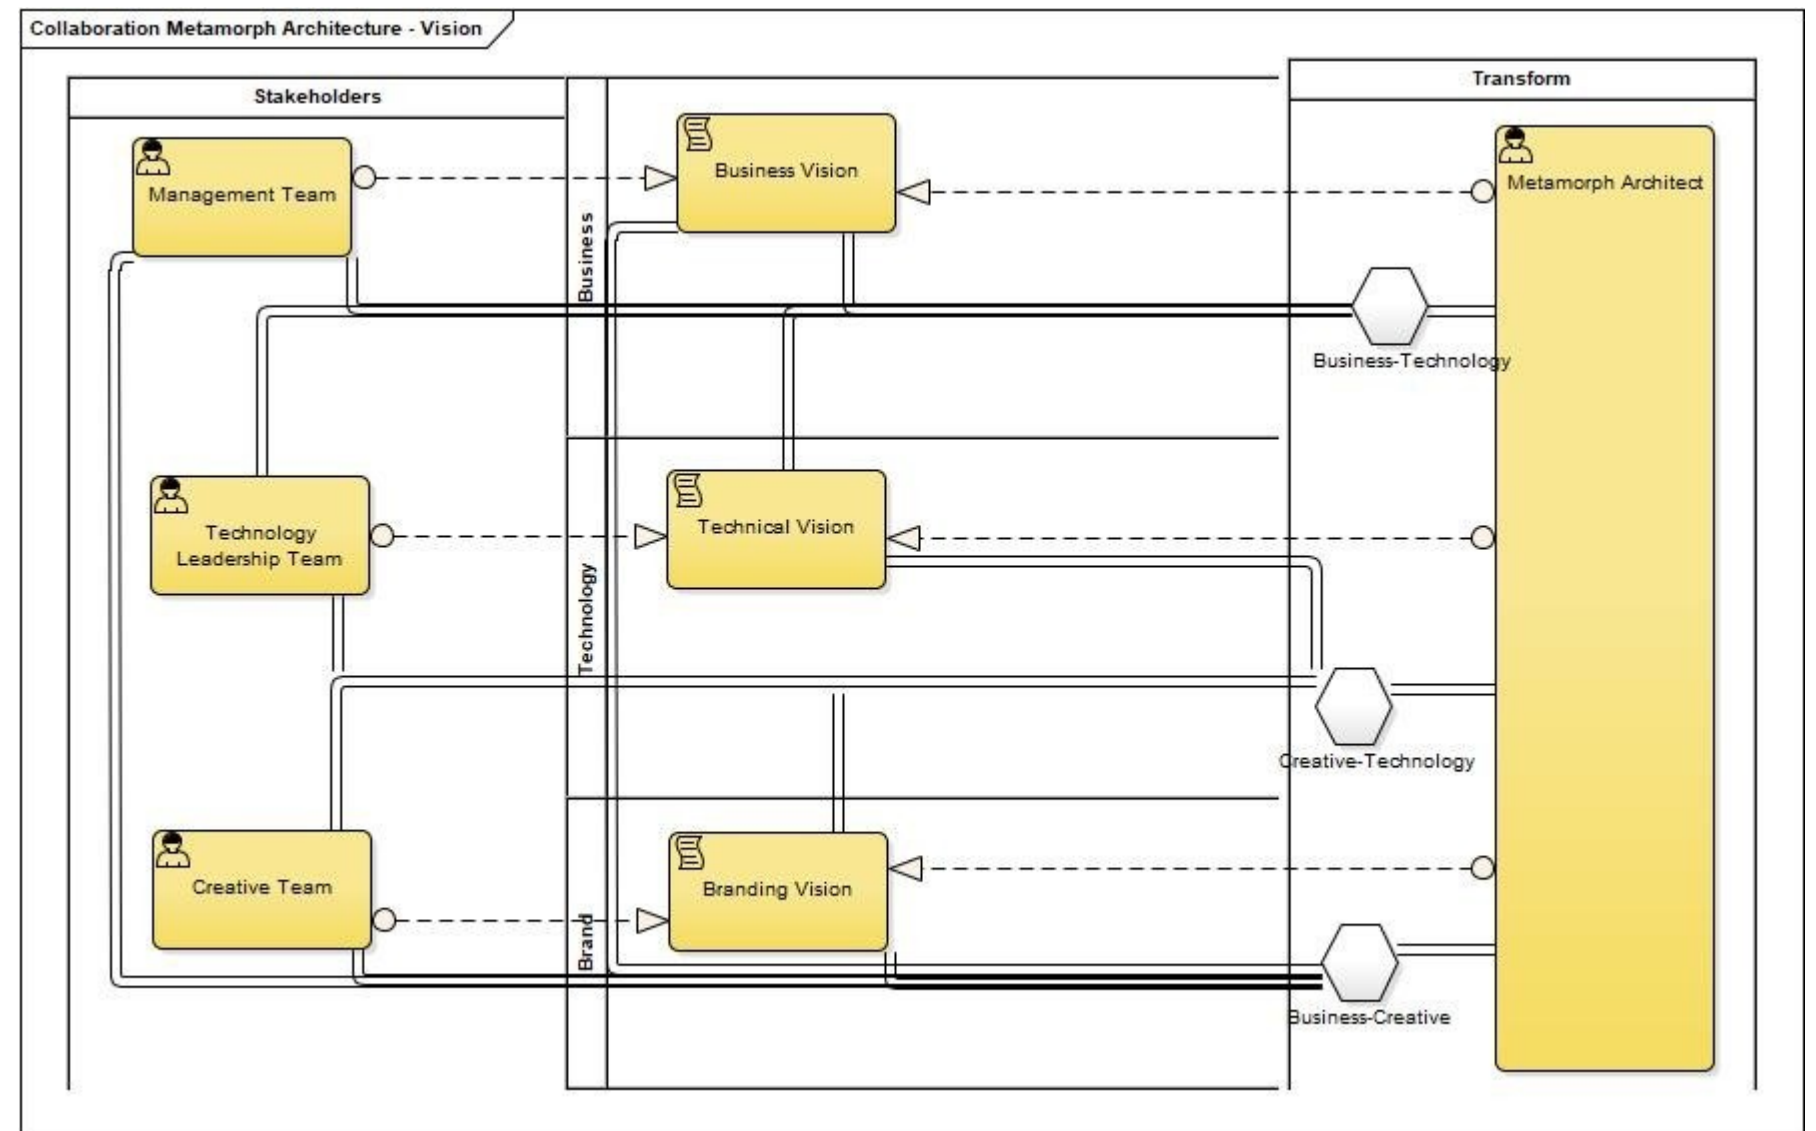 Collaboration Metamorph Architecture - Vision
Stakeholders
Transform
Management Team
Business Vision
Metamorph Architect
Business
Business-Technology
Technology
Leadership Team
Technical Vision
Technology
Creative-Technology
Creative Team
Branding Vision
Brand
Business-Creative